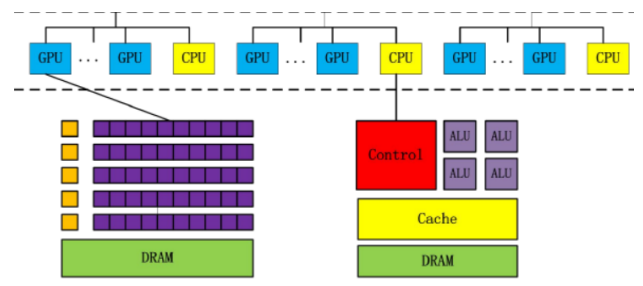 GPU ... GPU CPU GPU ... GPU CPU GPU ... GPU CPU
Control ALU ALU
ALU ALU
Cache
DRAM DRAM